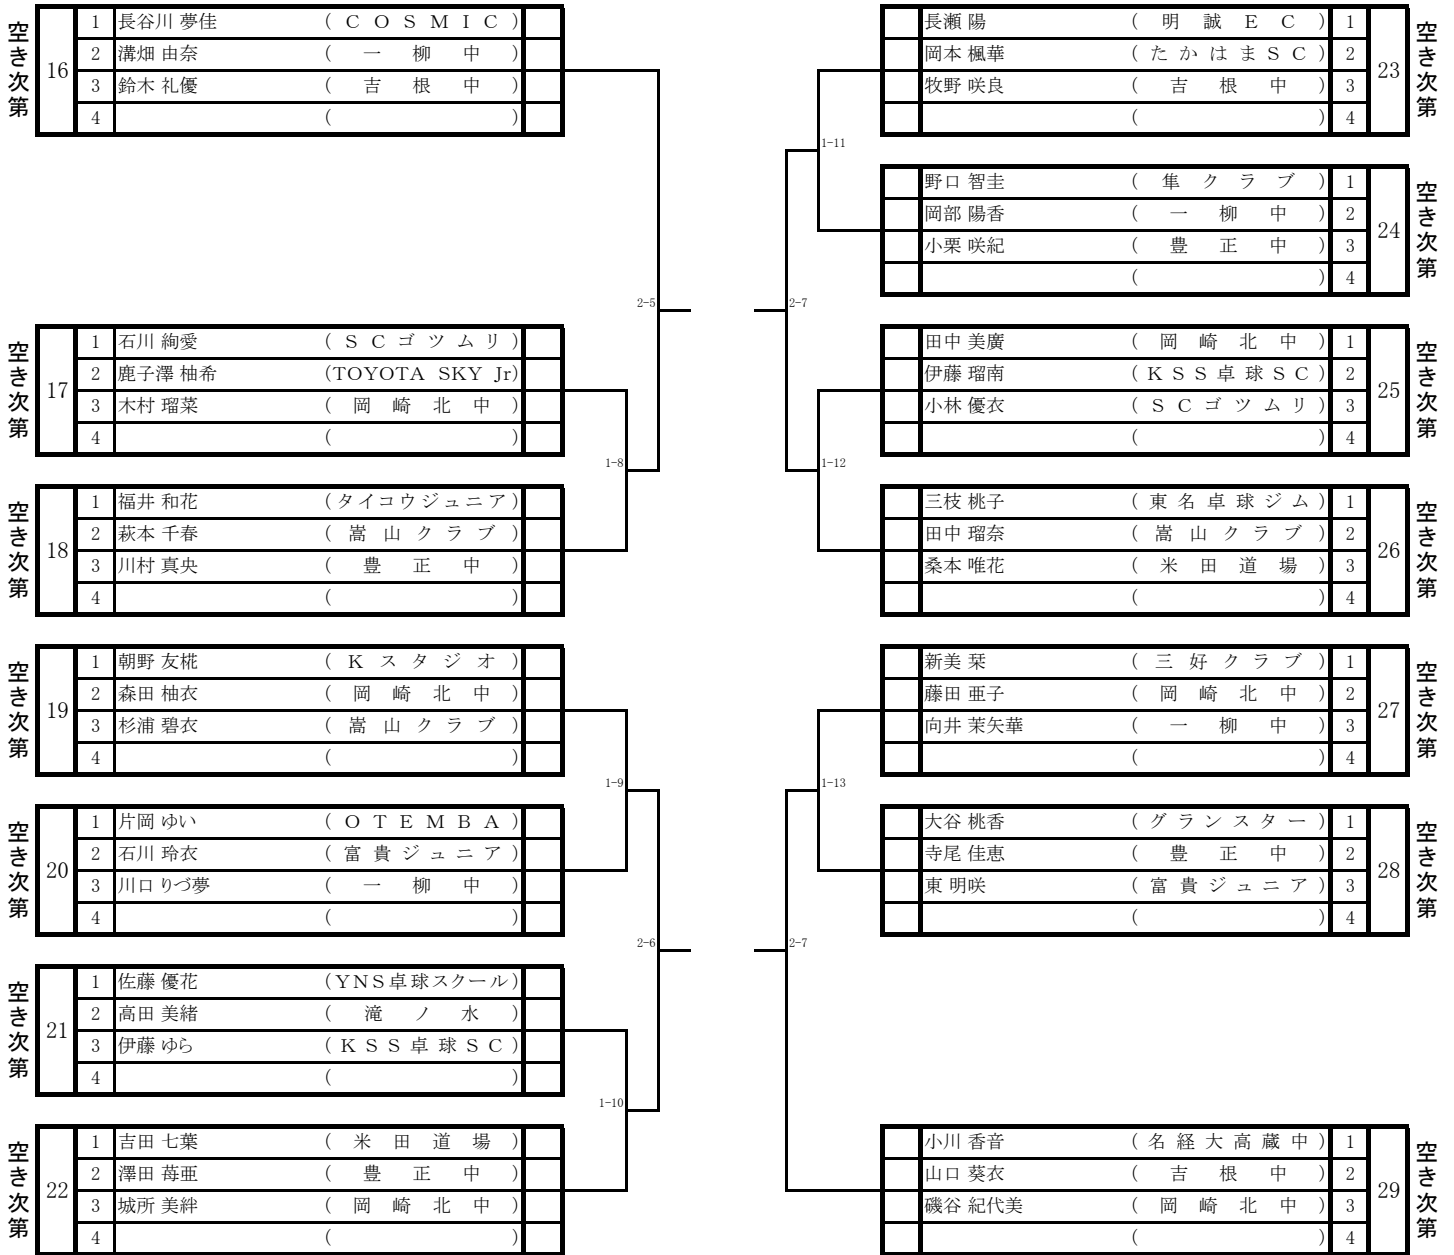 空き次第
16
1 長谷川 夢佳 (COSMIC)
2 溝畑 由奈 (一柳中)
3 鈴木 礼優 (吉根中)
4 ( )
空き次第
17
1 石川 絢愛 (SCゴツムリ)
2 鹿子澤 柚希 (TOYOTA SKY Jr)
3 木村 瑠菜 (岡崎北中)
4 ( )
空き次第
18
1 福井 和花 (タイコウジュニア)
2 萩本 千春 (嵩山クラブ)
3 川村 真央 (豊正中)
4 ( )
空き次第
19
1 朝野 友椛 (Kスタジオ)
2 森田 柚衣 (岡崎北中)
3 杉浦 碧衣 (嵩山クラブ)
4 ( )
空き次第
20
1 片岡 ゆい (OTEMBA)
2 石川 玲衣 (富貴ジュニア)
3 川口 りづ夢 (一柳中)
4 ( )
空き次第
21
1 佐藤 優花 (YNS卓球スクール)
2 高田 美緒 (滝ノ水)
3 伊藤 ゆら (KSS卓球SC)
4 ( )
空き次第
22
1 吉田 七葉 (米田道場)
2 澤田 苺亜 (豊正中)
3 城所 美絆 (岡崎北中)
4 ( )
2-5
1-8
1-9
2-6
1-10
1-11
2-7
1-12
1-13
2-7
長瀬 陽 (明誠EC) 1
岡本 楓華 (たかはまSC) 2
牧野 咲良 (吉根中) 3
( ) 4
23
空き次第
野口 智圭 (隼クラブ) 1
岡部 陽香 (一柳中) 2
小栗 咲紀 (豊正中) 3
( ) 4
24
空き次第
田中 美廣 (岡崎北中) 1
伊藤 瑠南 (KSS卓球SC) 2
小林 優衣 (SCゴツムリ) 3
( ) 4
25
空き次第
三枝 桃子 (東名卓球ジム) 1
田中 瑠奈 (嵩山クラブ) 2
桑本 唯花 (米田道場) 3
( ) 4
26
空き次第
新美 栞 (三好クラブ) 1
藤田 亜子 (岡崎北中) 2
向井 茉矢華 (一柳中) 3
( ) 4
27
空き次第
大谷 桃香 (グランスター) 1
寺尾 佳恵 (豊正中) 2
東 明咲 (富貴ジュニア) 3
( ) 4
28
空き次第
小川 香音 (名経大高蔵中) 1
山口 葵衣 (吉根中) 2
磯谷 紀代美 (岡崎北中) 3
( ) 4
29
空き次第